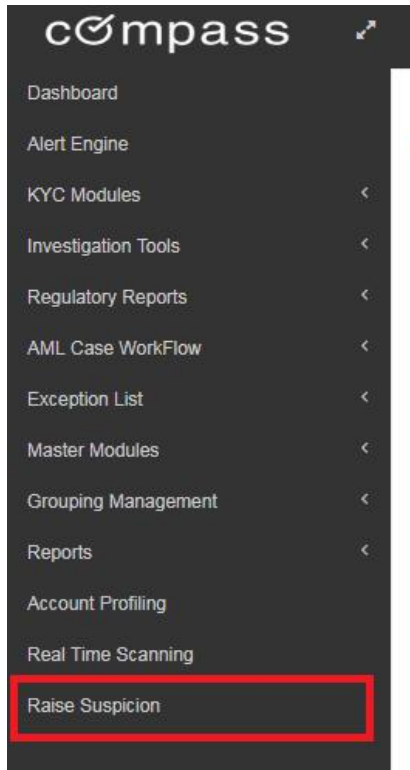 compass
Dashboard
Alert Engine
KYC Modules
Investigation Tools
Regulatory Reports
AML Case WorkFlow
Exception List
Master Modules
Grouping Management
Reports
Account Profiling
Real Time Scanning
Raise Suspicion